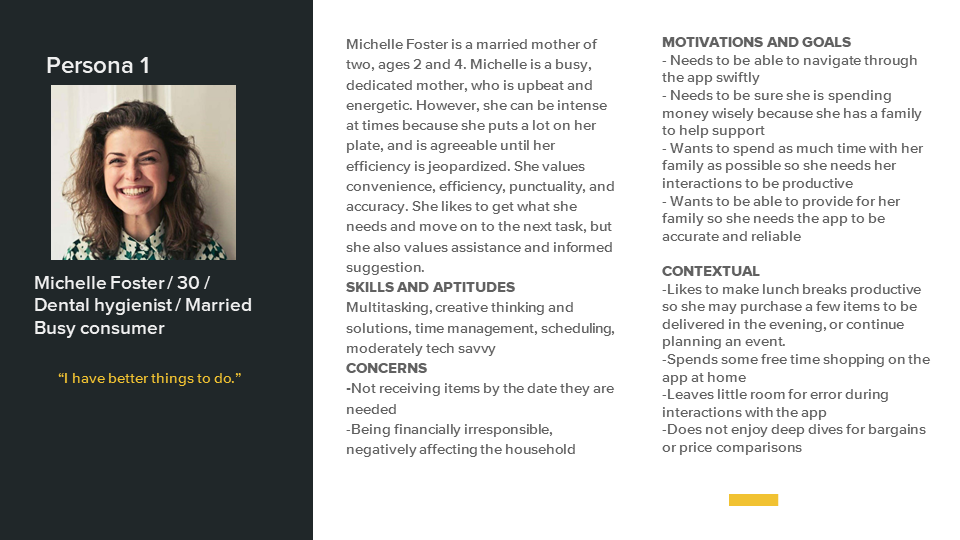 Persona 1
Michelle Foster / 30 /
Dental hygienist / Married
Busy consumer
“I have better things to do.”
Michelle Foster is a married mother of
two, ages 2 and 4. Michelle is a busy,
dedicated mother, who is upbeat and
energetic. However, she can be intense
at times because she puts a lot on her
plate, and is agreeable until her
efficiency is jeopardized. She values
convenience, efficiency, punctuality, and
accuracy. She likes to get what she
needs and move on to the next task, but
she also values assistance and informed
suggestion.
SKILLS AND APTITUDES
Multitasking, creative thinking and
solutions, time management, scheduling,
moderately tech savvy
CONCERNS
-Not receiving items by the date they are
needed
-Being financially irresponsible,
negatively affecting the household
MOTIVATIONS AND GOALS
- Needs to be able to navigate through
the app swiftly
- Needs to be sure she is spending
money wisely because she has a family
to help support
- Wants to spend as much time with her
family as possible so she needs her
interactions to be productive
- Wants to be able to provide for her
family so she needs the app to be
accurate and reliable
CONTEXTUAL
-Likes to make lunch breaks productive
so she may purchase a few items to be
delivered in the evening, or continue
planning an event.
-Spends some free time shopping on the
app at home
-Leaves little room for error during
interactions with the app
-Does not enjoy deep dives for bargains
or price comparisons